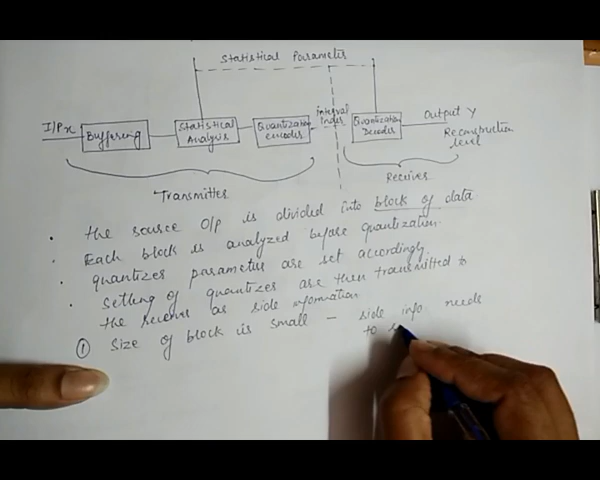 Statistical Parameter
I/P x
Buffering
Statistical Analysis
Quantization encoder
integral index
Quantization Decoder
Output Y
Reconstruction level
Transmitter
Receiver
. the source O/P is divided into block of data
. Each block is analyzed before quantization.
. quantizer parameters are set accordingly.
. Setting of quantizer are then transmitted to
the receiver as side information
① Size of block is small - side info needs
to